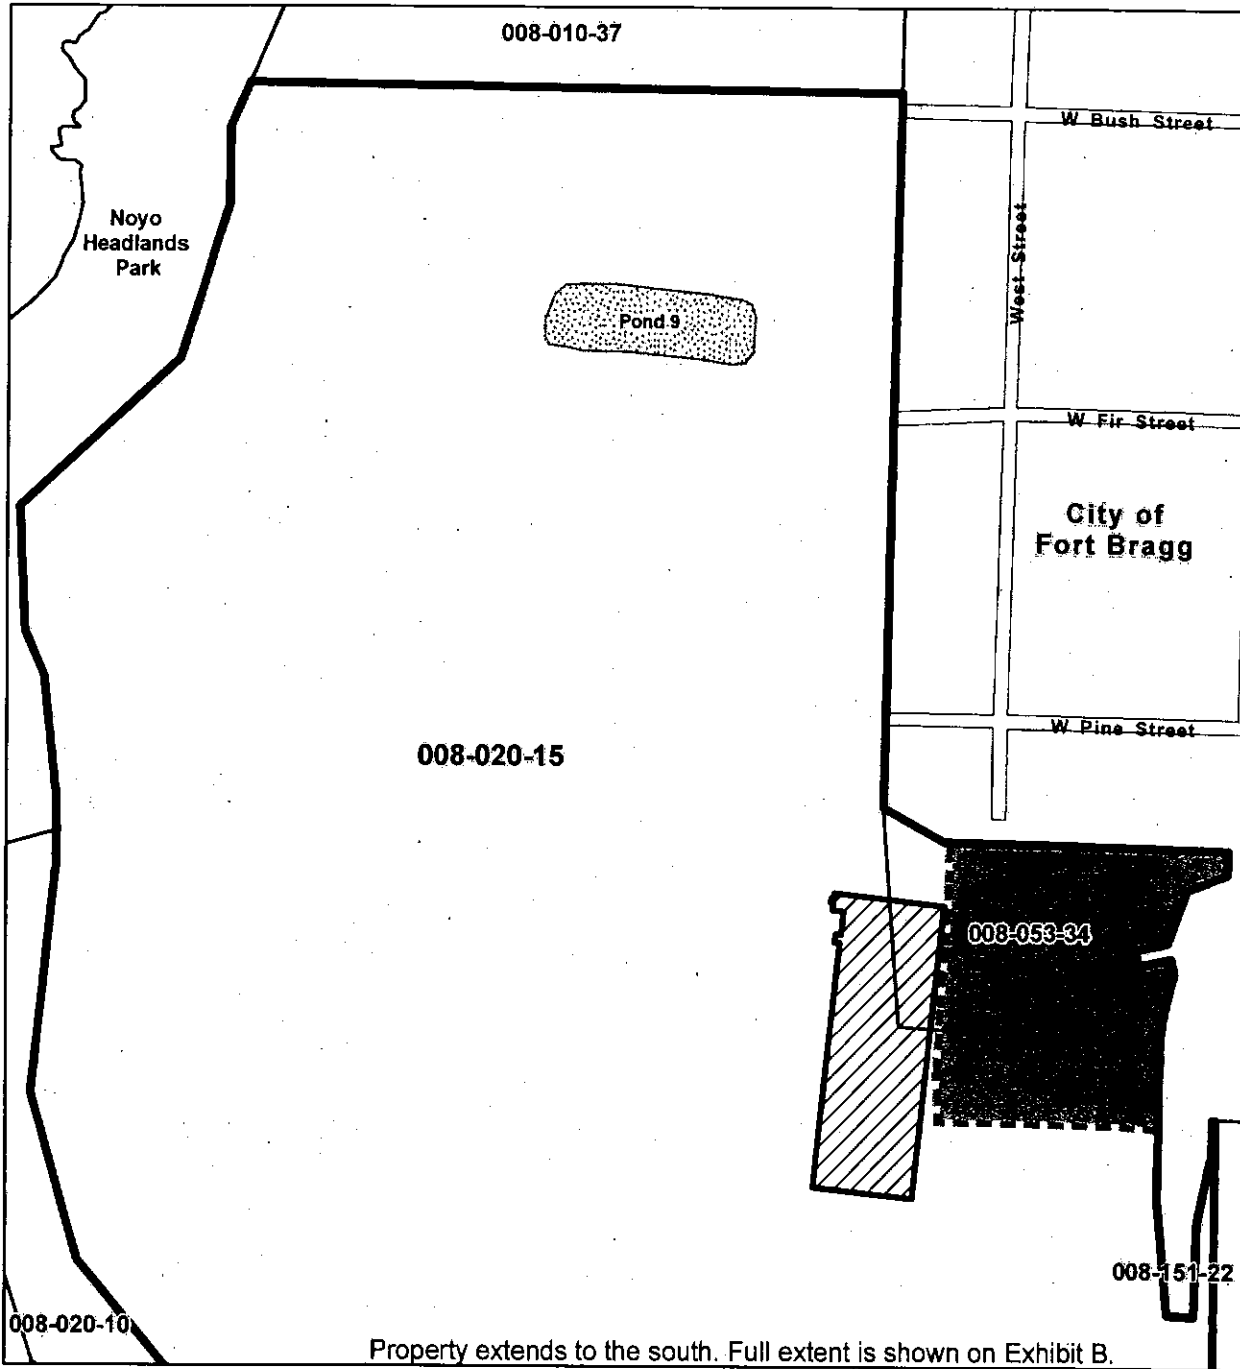 008-010-37
W Bush Street
Noyo
Headlands
Park
West Street
Pond 9
W Fir Street
City of
Fort Bragg
W Pine Street
008-020-15
008-053-34
008-151-22
008-020-10
Property extends to the south. Full extent is shown on Exhibit B.